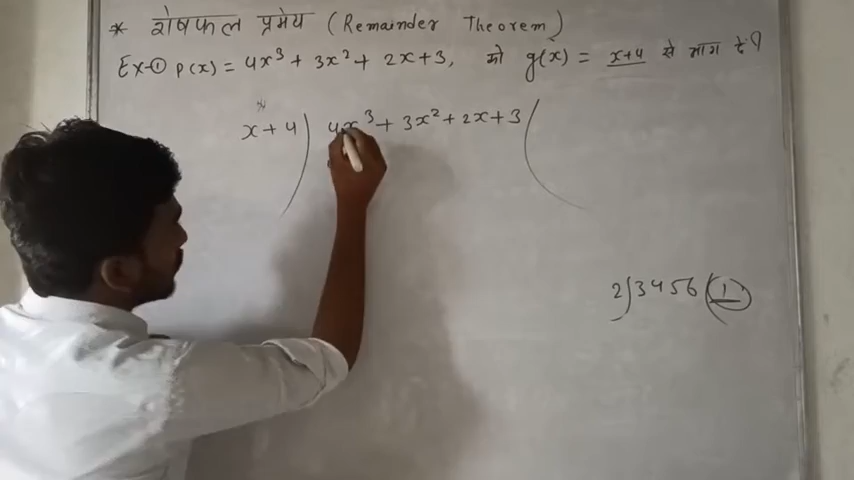 * शेषफल प्रमेय (Remainder Theorem)
Ex-① p(x) = 4x³ + 3x² + 2x+3, को g(x) = x+4 से भाग दें?
x+4 ) 4x³ + 3x² + 2x + 3 (
2)3456(1